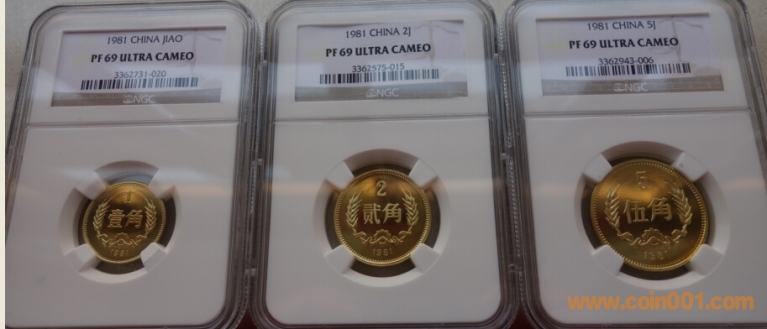 1981 CHINA JIAO
PF 69 ULTRA CAMEO
3362731-020
NGC
1
壹角
1981
1981 CHINA 2J
PF 69 ULTRA CAMEO
3362575-015
NGC
2
贰角
1981
1981 CHINA 5J
PF 69 ULTRA CAMEO
3362943-006
NGC
5
伍角
1981
www.coin001.com